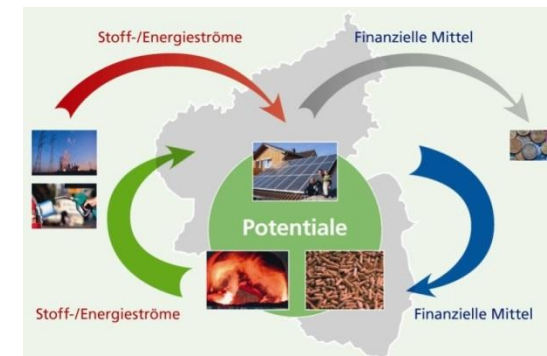 Stoff-/Energieströme
Finanzielle Mittel
Potentiale
Stoff-/Energieströme
Finanzielle Mittel